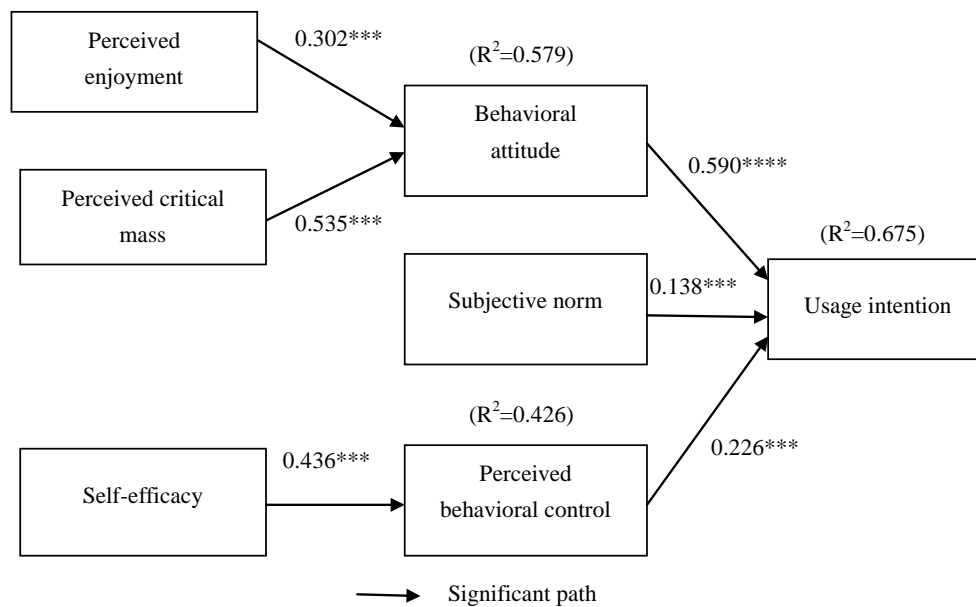 Perceived
enjoyment
0.302***
(R²=0.579)
Behavioral
attitude
Perceived critical
mass
0.535***
0.590****
(R²=0.675)
Subjective norm
0.138***
Usage intention
(R²=0.426)
Self-efficacy
0.436***
Perceived
behavioral control
0.226***
Significant path